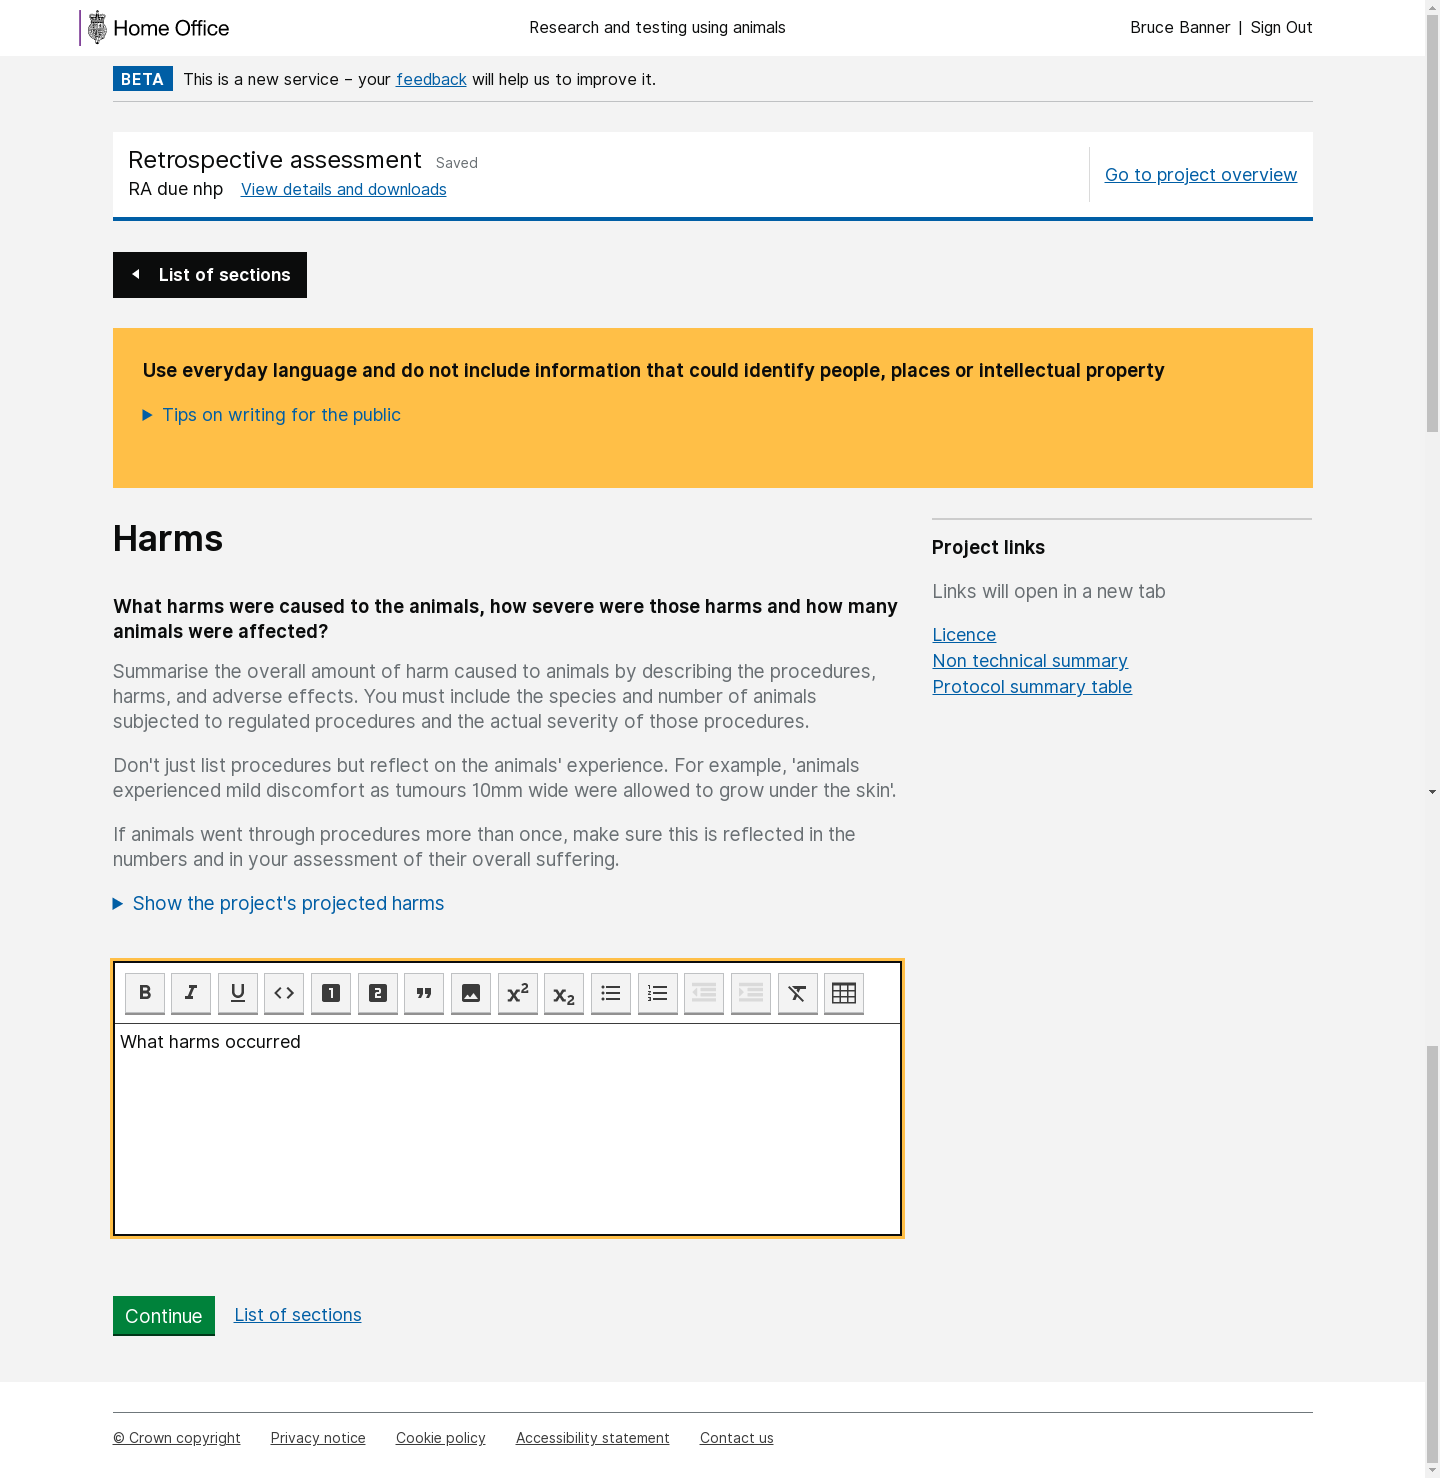 Home Office
Research and testing using animals
Bruce Banner | Sign Out
BETA This is a new service – your feedback will help us to improve it.
Retrospective assessment Saved
RA due nhp View details and downloads
Go to project overview
List of sections
Use everyday language and do not include information that could identify people, places or intellectual property
Tips on writing for the public
Harms
What harms were caused to the animals, how severe were those harms and how many
animals were affected?
Summarise the overall amount of harm caused to animals by describing the procedures,
harms, and adverse effects. You must include the species and number of animals
subjected to regulated procedures and the actual severity of those procedures.
Don't just list procedures but reflect on the animals' experience. For example, 'animals
experienced mild discomfort as tumours 10mm wide were allowed to grow under the skin'.
If animals went through procedures more than once, make sure this is reflected in the
numbers and in your assessment of their overall suffering.
Show the project's projected harms
What harms occurred
Continue List of sections
Project links
Links will open in a new tab
Licence
Non technical summary
Protocol summary table
© Crown copyright Privacy notice Cookie policy Accessibility statement Contact us